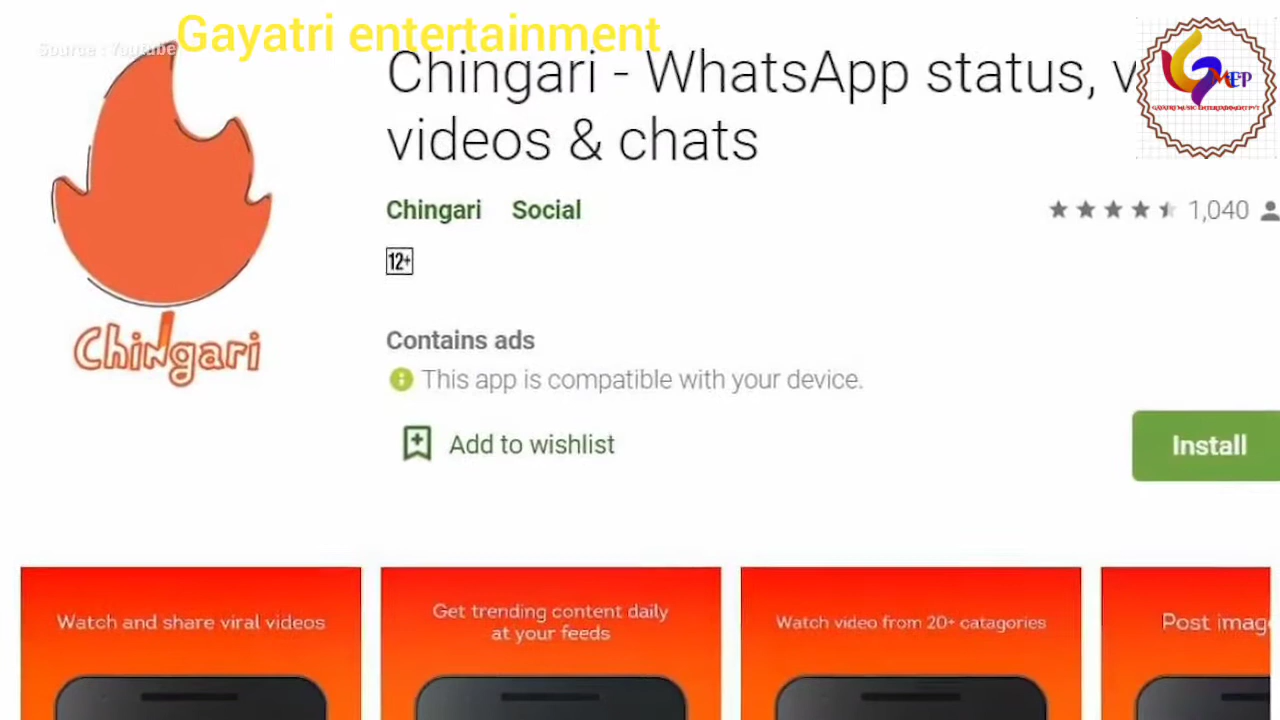 Gayatri entertainment
Source : Youtube
Chingari - WhatsApp status, v
videos & chats
Chingari Social
1,040
12+
Contains ads
This app is compatible with your device.
Add to wishlist
Install
Chingari
Watch and share viral videos
Get trending content daily
at your feeds
Watch video from 20+ catagories
Post imag
MEP